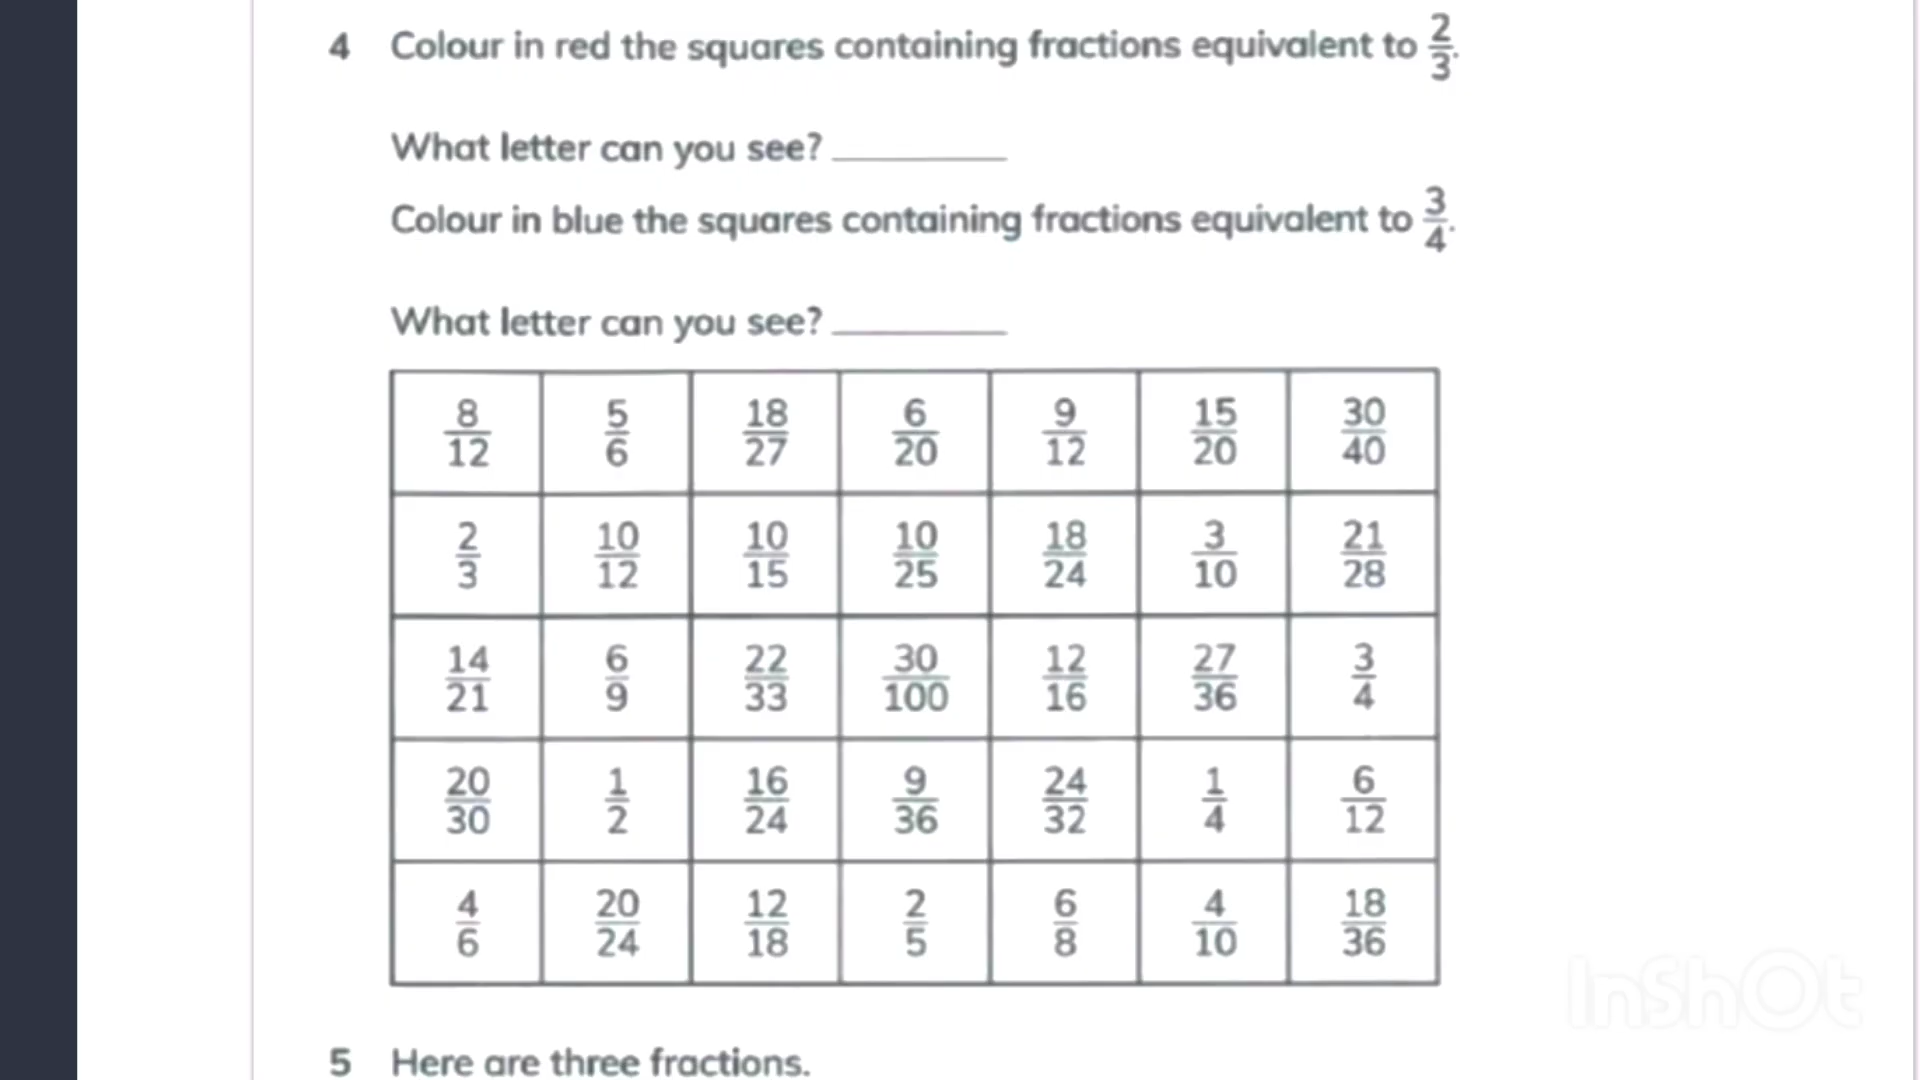 4 Colour in red the squares containing fractions equivalent to 2/3.
What letter can you see? ________
Colour in blue the squares containing fractions equivalent to 3/4.
What letter can you see? ________
8/12 5/6 18/27 6/20 9/12 15/20 30/40
2/3 10/12 10/15 10/25 18/24 3/10 21/28
14/21 6/9 22/33 30/100 12/16 27/36 3/4
20/30 1/2 16/24 9/36 24/32 1/4 6/12
4/6 20/24 12/18 2/5 6/8 4/10 18/36
5 Here are three fractions.
InShOt